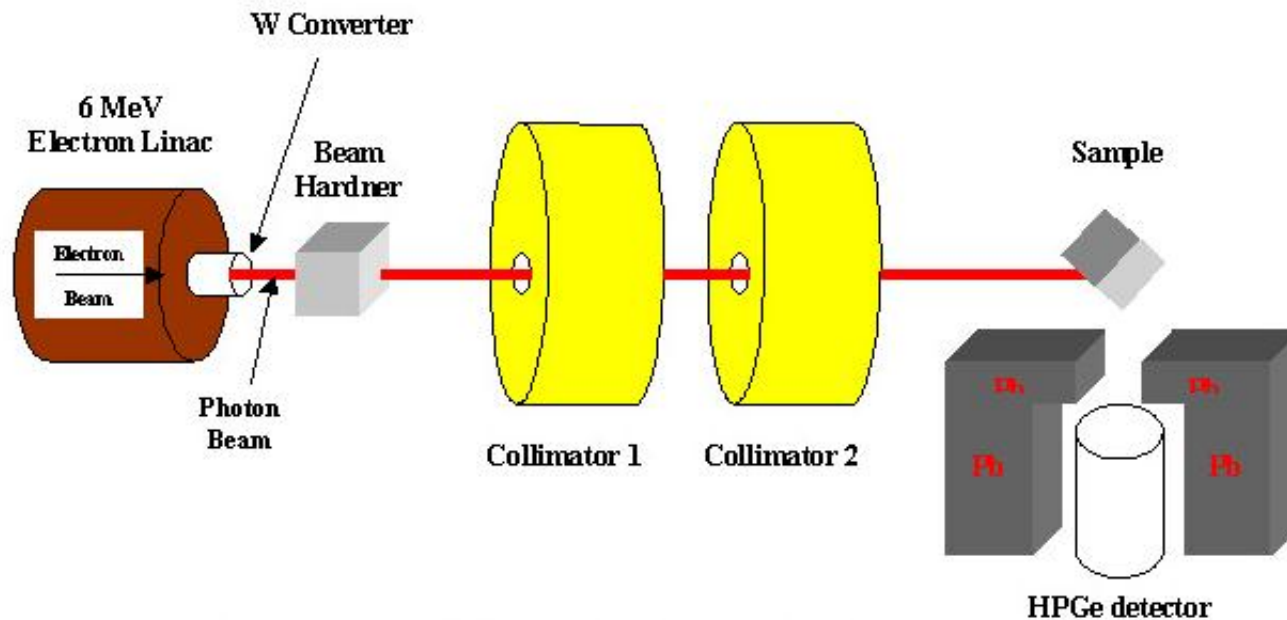 W Converter
6 MeV
Electron Linac
Beam
Hardner
Sample
Electron
Beam
Photon
Beam
Collimator 1
Collimator 2
Pb
Pb
Pb
Pb
HPGe detector